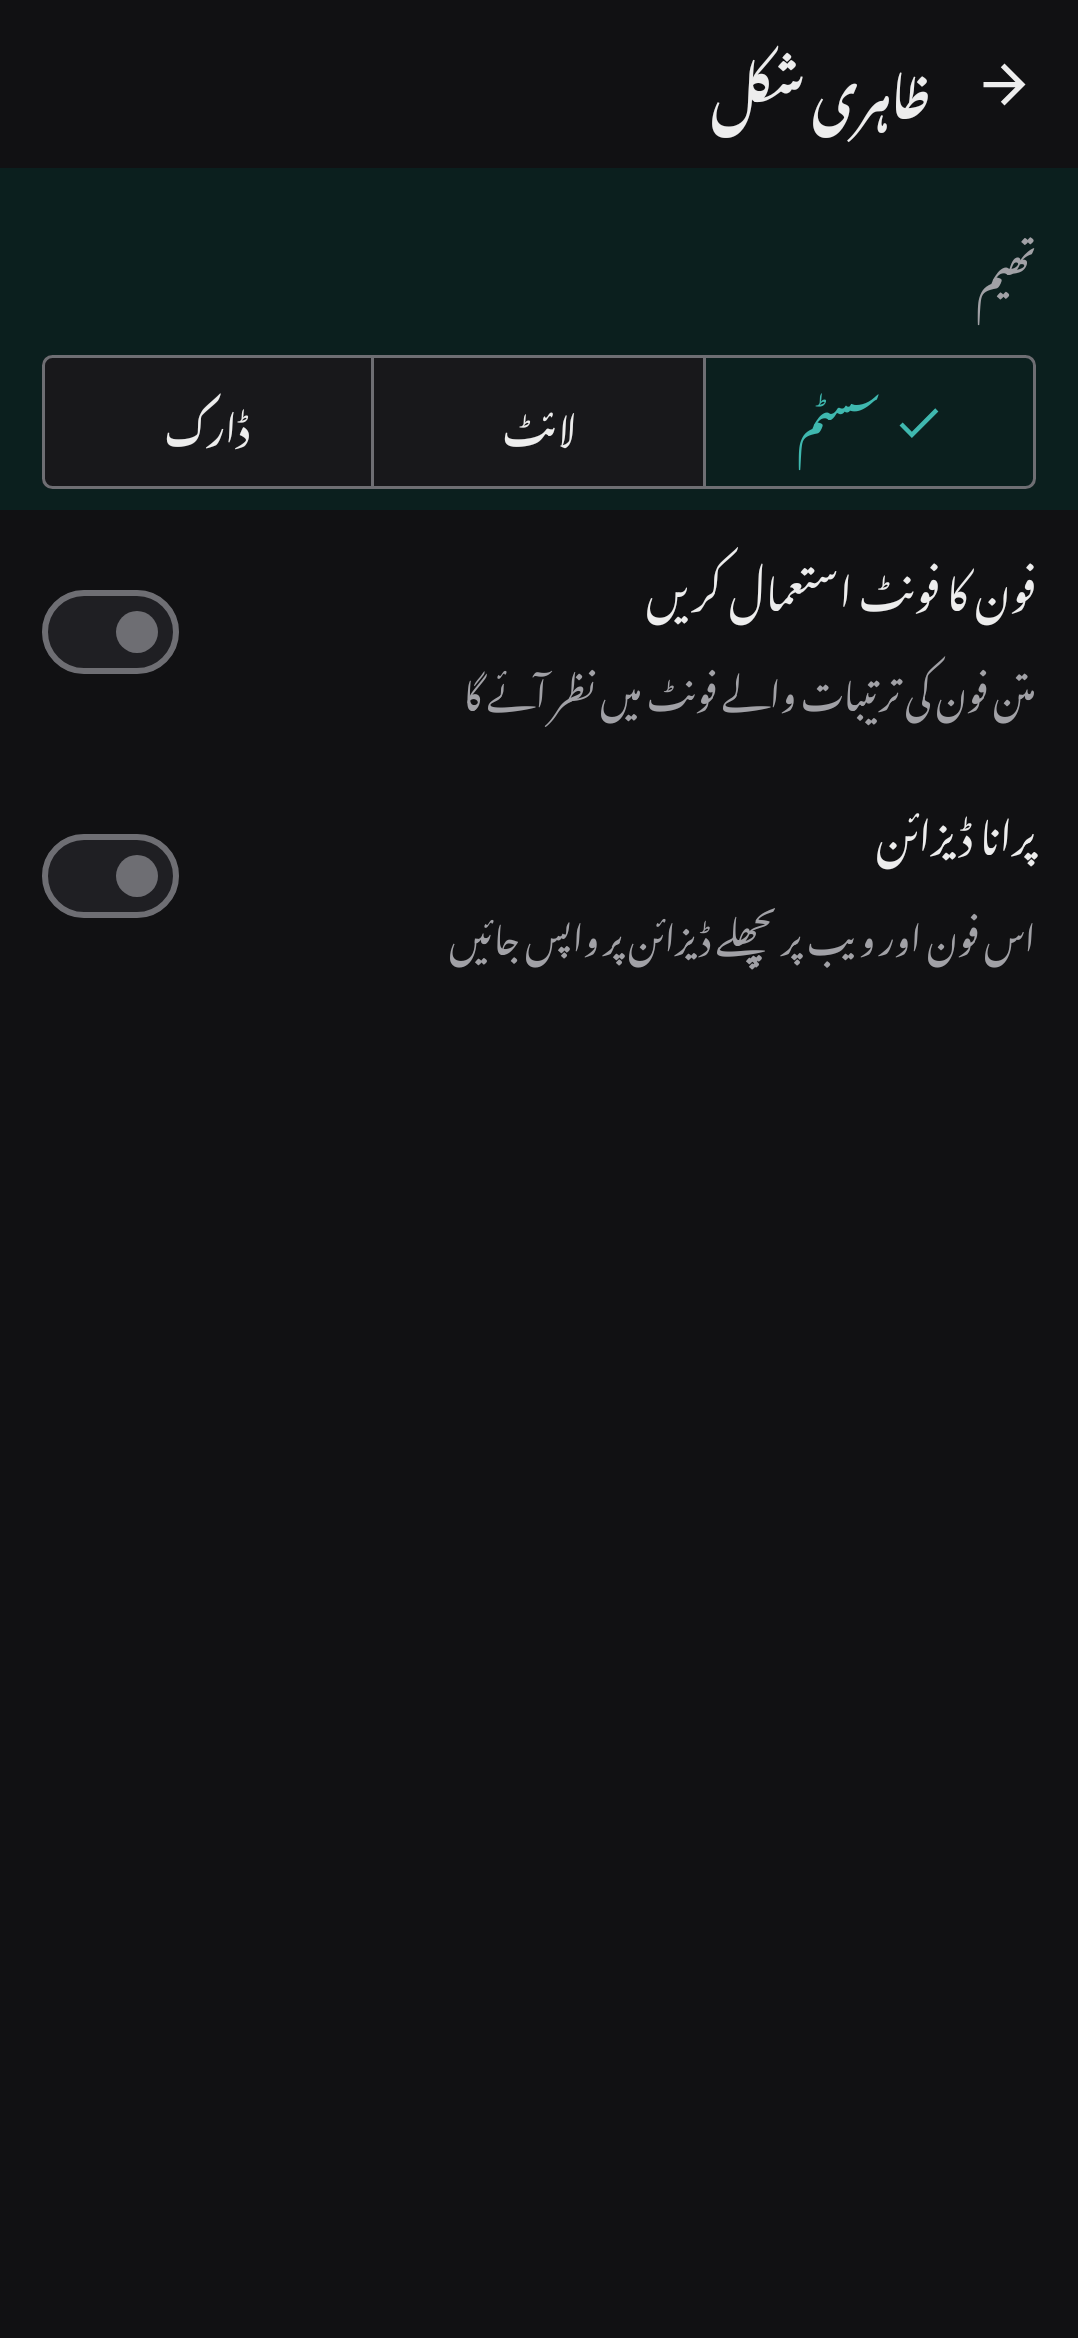 ظاہری شکل
تھیم
سسٹم
لائٹ
ڈارک
فون کا فونٹ استعمال کریں
متن فون کی ترتیبات والے فونٹ میں نظر آئے گا
پرانا ڈیزائن
اس فون اور ویب پر پچھلے ڈیزائن پر واپس جائیں